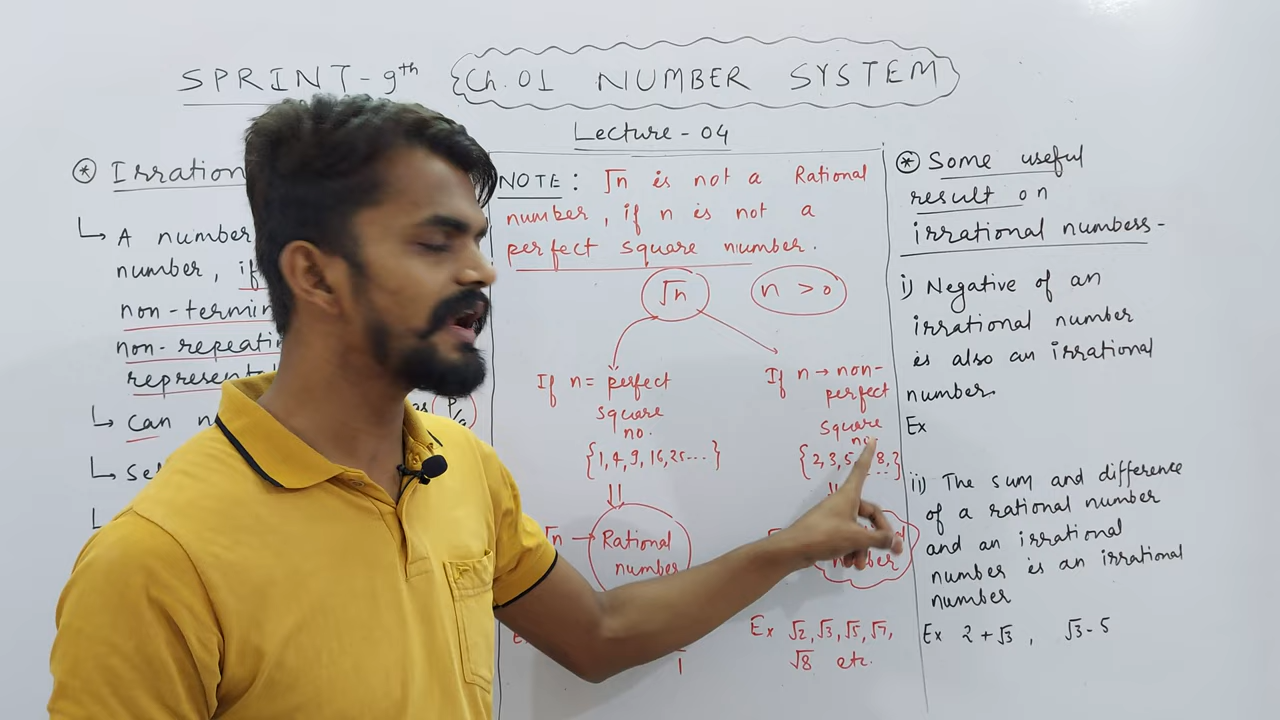 SPRINT-9th
Ch.01 NUMBER SYSTEM
Lecture-04
A number
number, if
non-termin
non-repeati
represent
can n
P/q
NOTE: √n is not a Rational
number, if n is not a
perfect square number.
√n
n > 0
If n = perfect
square
no.
{1,4,9,16,25...}
⇓
√n → Rational
number
If n → non-
perfect
square
no.
{2,3,5 8, }
Ex √2, √3, √5, √7,
√8 etc.
* Some useful
result on
irrational numbers-
i) Negative of an
irrational number
is also an irrational
number.
Ex
ii) The sum and difference
of a rational number
and an irrational
number is an irrational
number
Ex 2+√3, √3-5